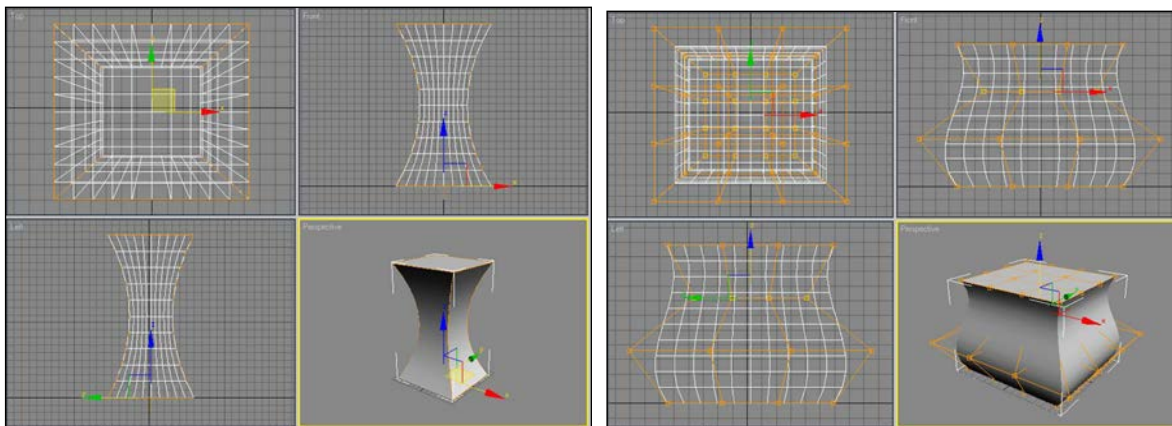 Top
Front
Left
Perspective
Top
Front
Left
Perspective